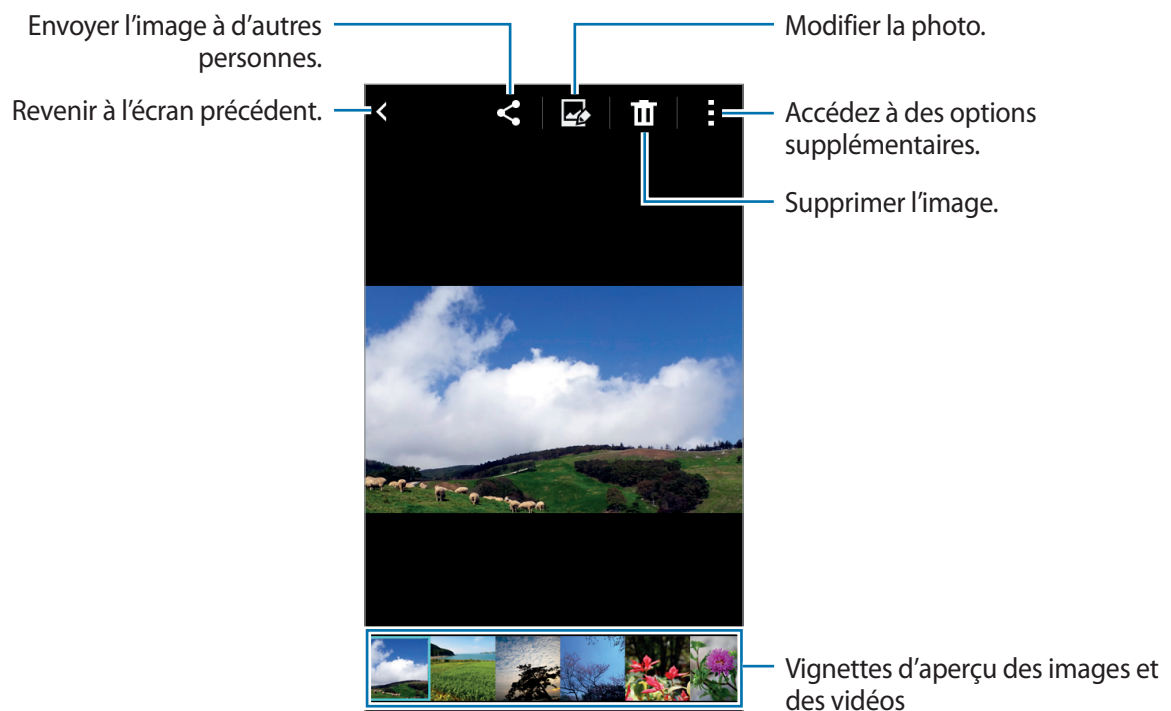 Envoyer l’image à d’autres
personnes.
Modifier la photo.
Revenir à l’écran précédent.
Accédez à des options
supplémentaires.
Supprimer l’image.
Vignettes d’aperçu des images et
des vidéos